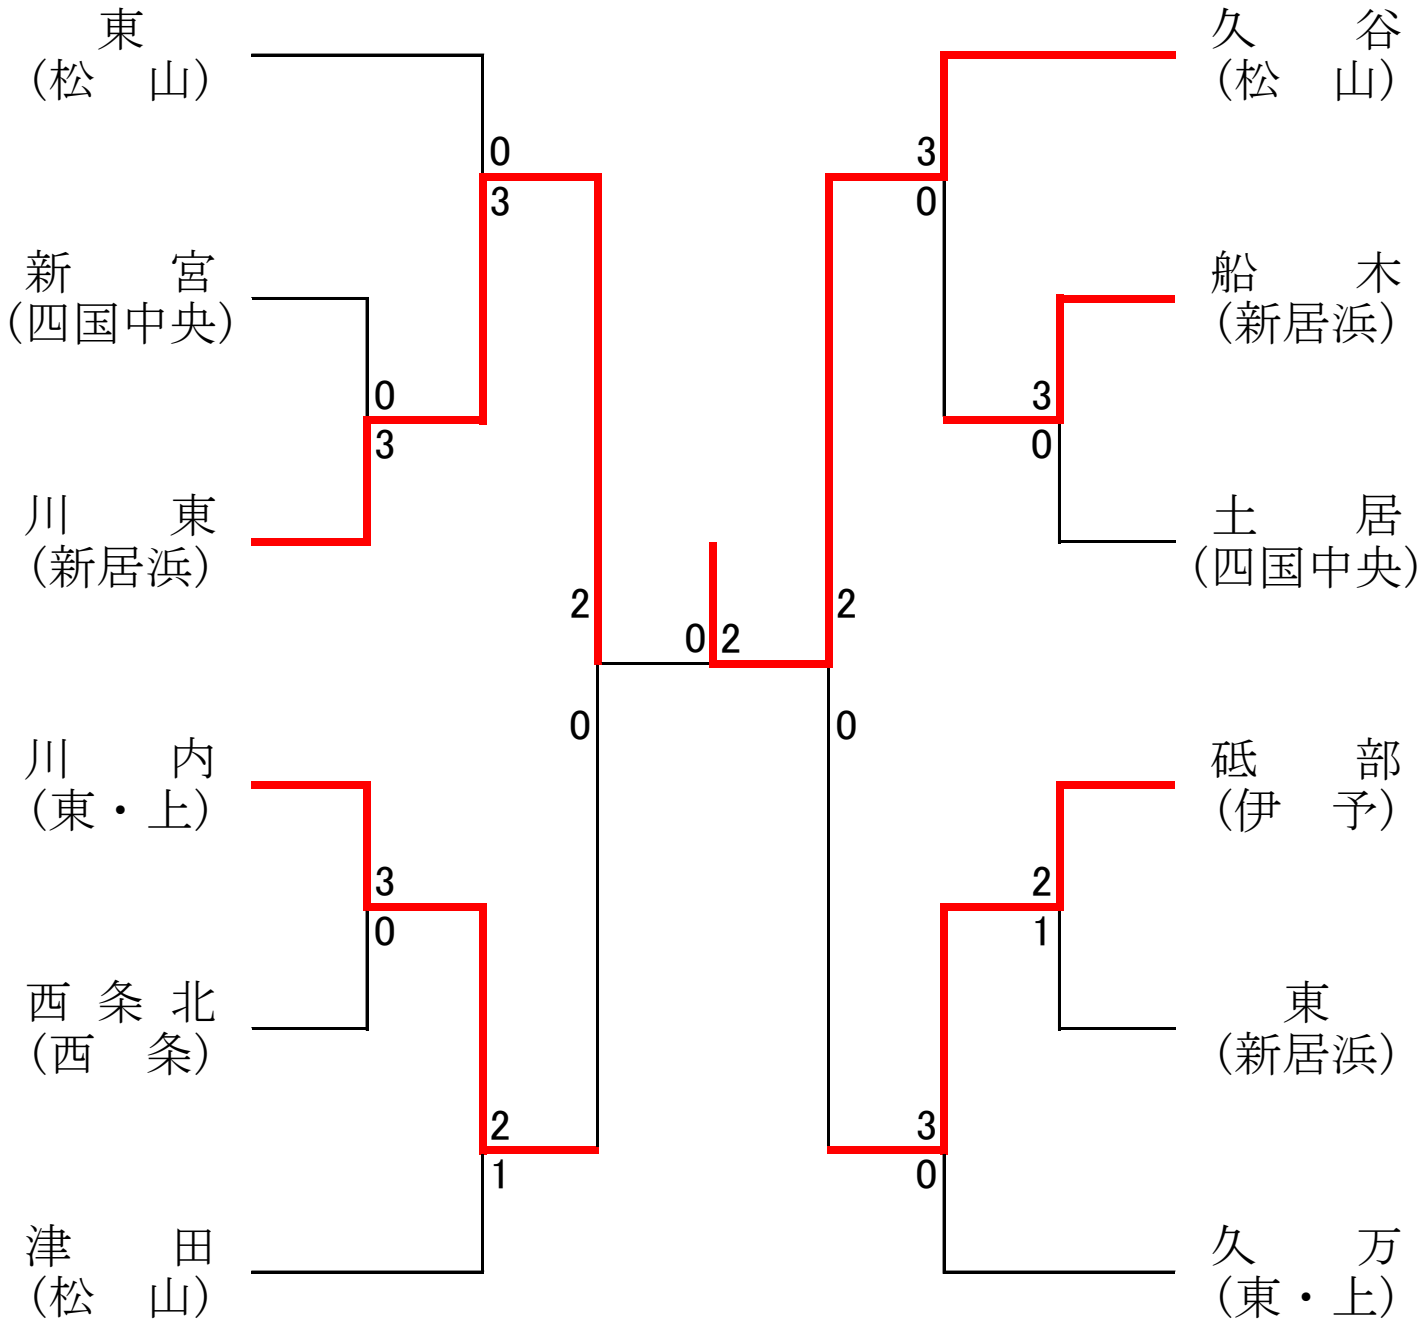 東
(松　山)
0
3
新　宮
(四国中央)
0
3
川　東
(新居浜)
川　内
(東・上)
3
0
西条北
(西　条)
2
1
津　田
(松　山)
2
0
0 2
2
0
久　谷
(松　山)
3
0
船　木
(新居浜)
3
0
土　居
(四国中央)
砥　部
(伊　予)
2
1
東
(新居浜)
3
0
久　万
(東・上)